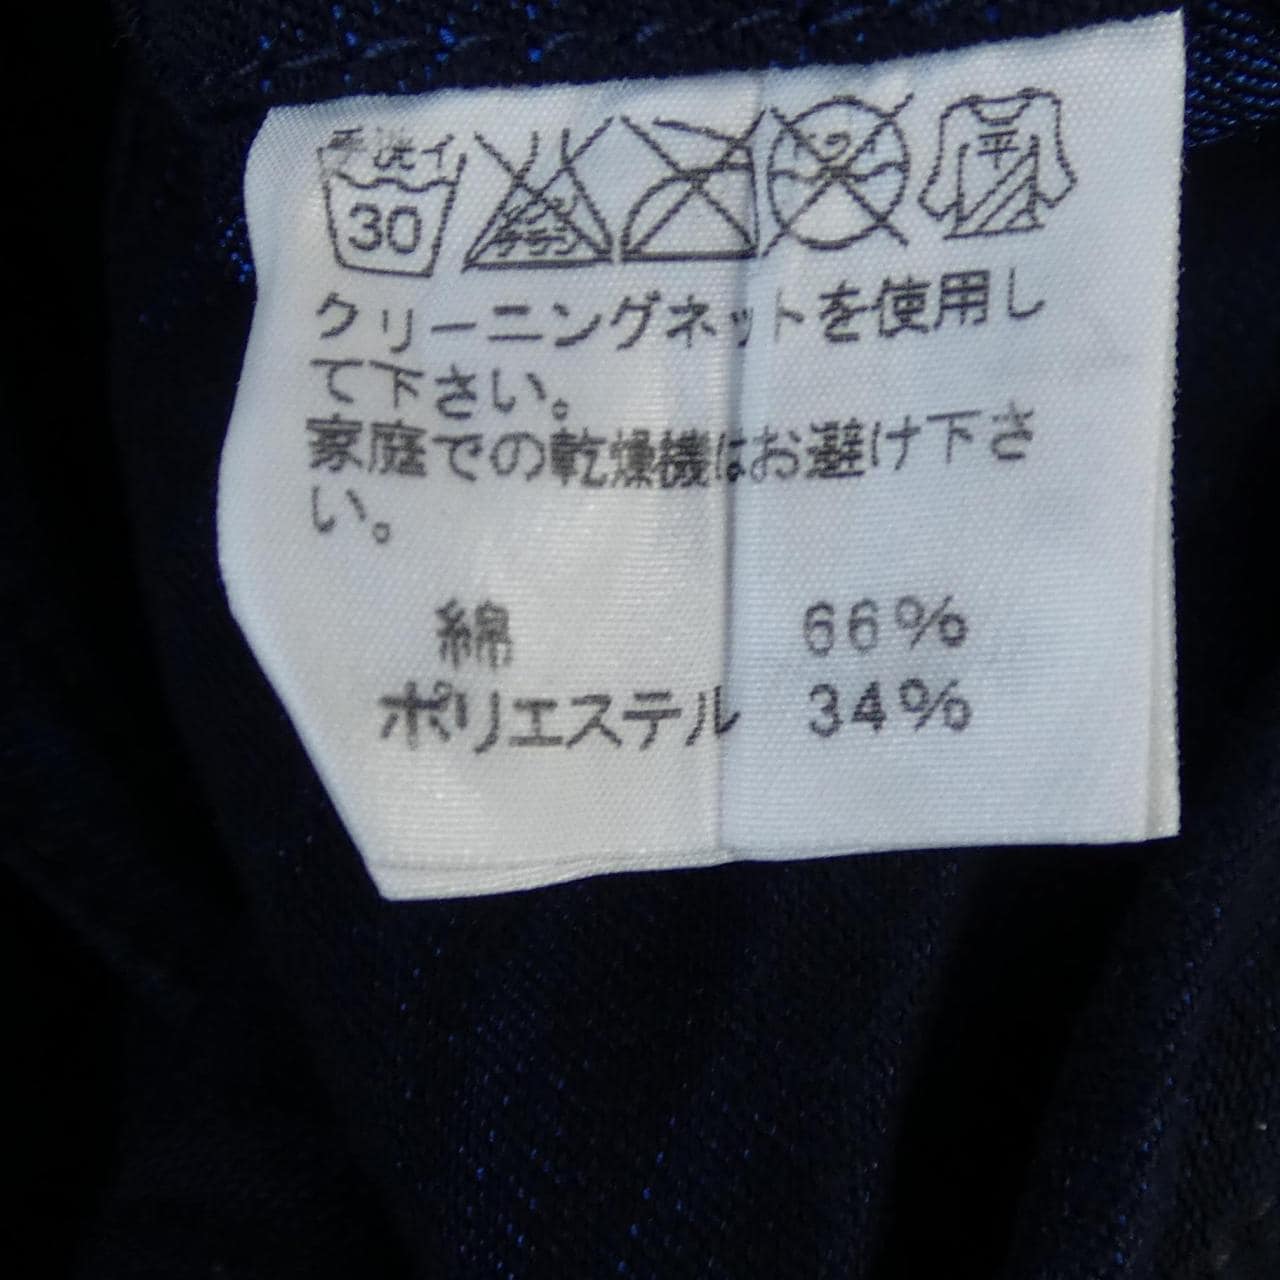 手洗イ
30
平
クリーニングネットを使用し
て下さい。
家庭での乾燥機はお避け下さ
い。
綿 66%
ポリエステル 34%